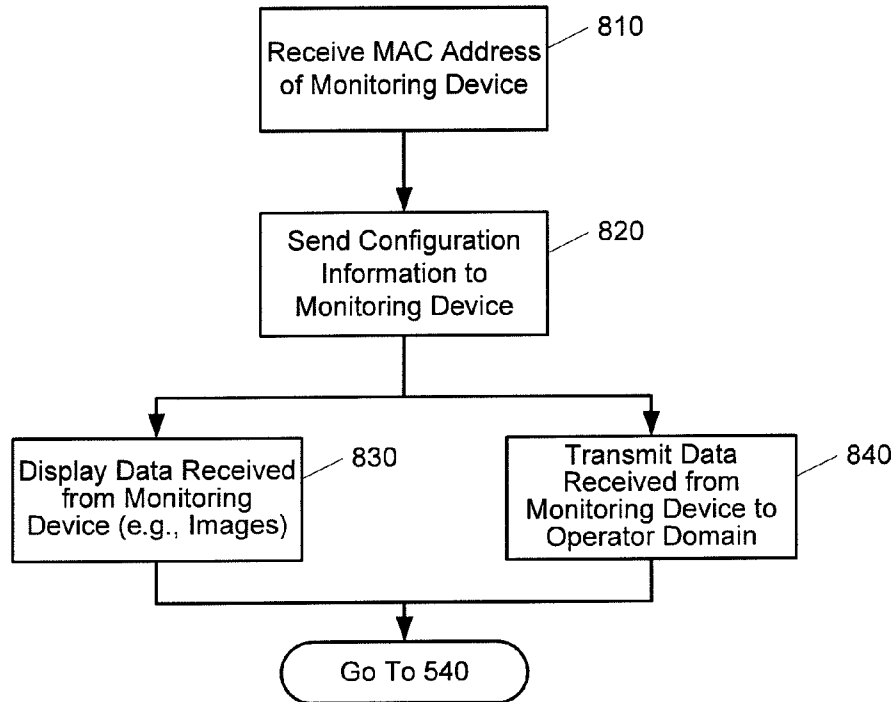 810
Receive MAC Address
of Monitoring Device
820
Send Configuration
Information to
Monitoring Device
830
Display Data Received
from Monitoring
Device (e.g., Images)
840
Transmit Data
Received from
Monitoring Device to
Operator Domain
Go To 540